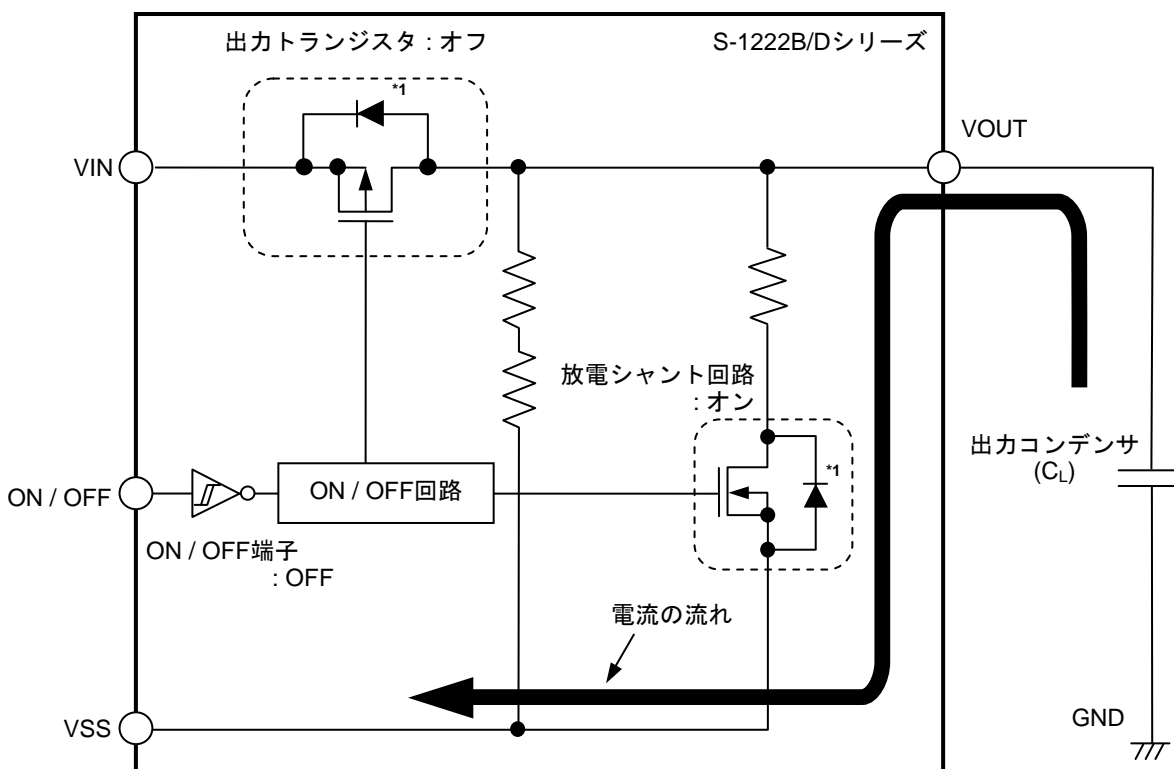 出力トランジスタ : オフ
S-1222B/Dシリーズ
*1
VOUT
VIN
放電シャント回路
: オン
*1
出力コンデンサ
(CL)
ON / OFF
ON / OFF回路
ON / OFF端子
: OFF
電流の流れ
VSS
GND